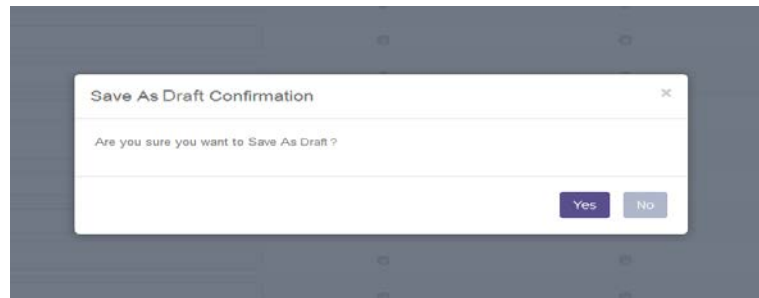 Save As Draft Confirmation ×
Are you sure you want to Save As Draft ?
Yes No